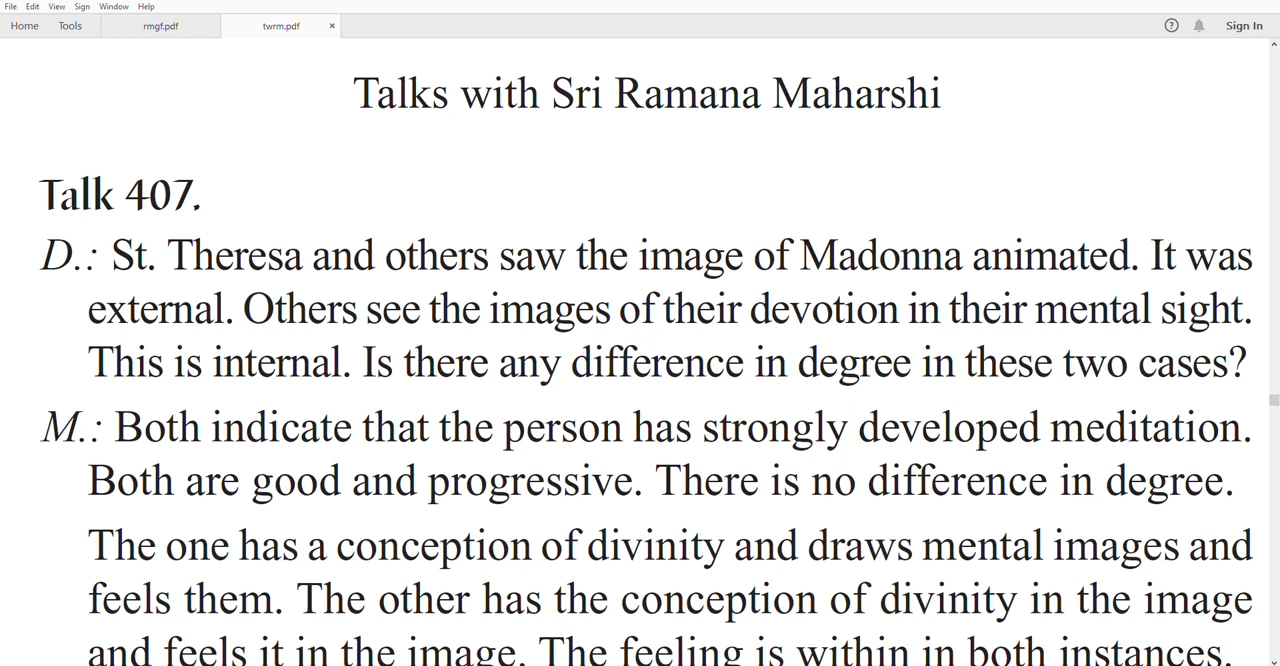 File Edit View Sign Window Help
Home Tools rmgf.pdf twrm.pdf × ? Sign In
Talks with Sri Ramana Maharshi
Talk 407.
D.: St. Theresa and others saw the image of Madonna animated. It was
external. Others see the images of their devotion in their mental sight.
This is internal. Is there any difference in degree in these two cases?
M.: Both indicate that the person has strongly developed meditation.
Both are good and progressive. There is no difference in degree.
The one has a conception of divinity and draws mental images and
feels them. The other has the conception of divinity in the image
and feels it in the image. The feeling is within in both instances.